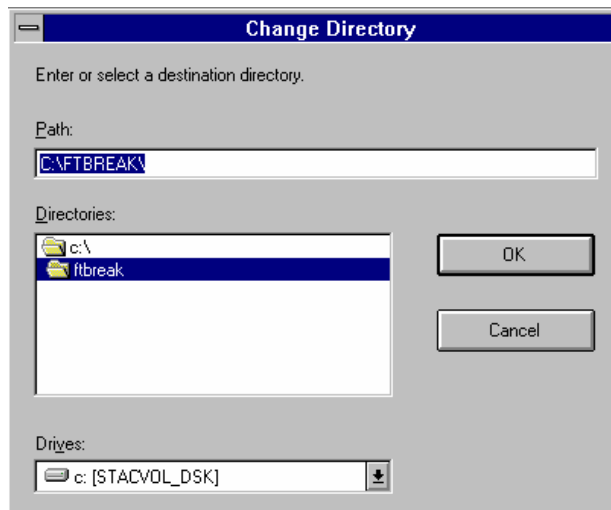 Change Directory
Enter or select a destination directory.
Path:
C:\FTBREAK\
Directories:
c:\
ftbreak
OK
Cancel
Drives:
c: [STACVOL_DSK]